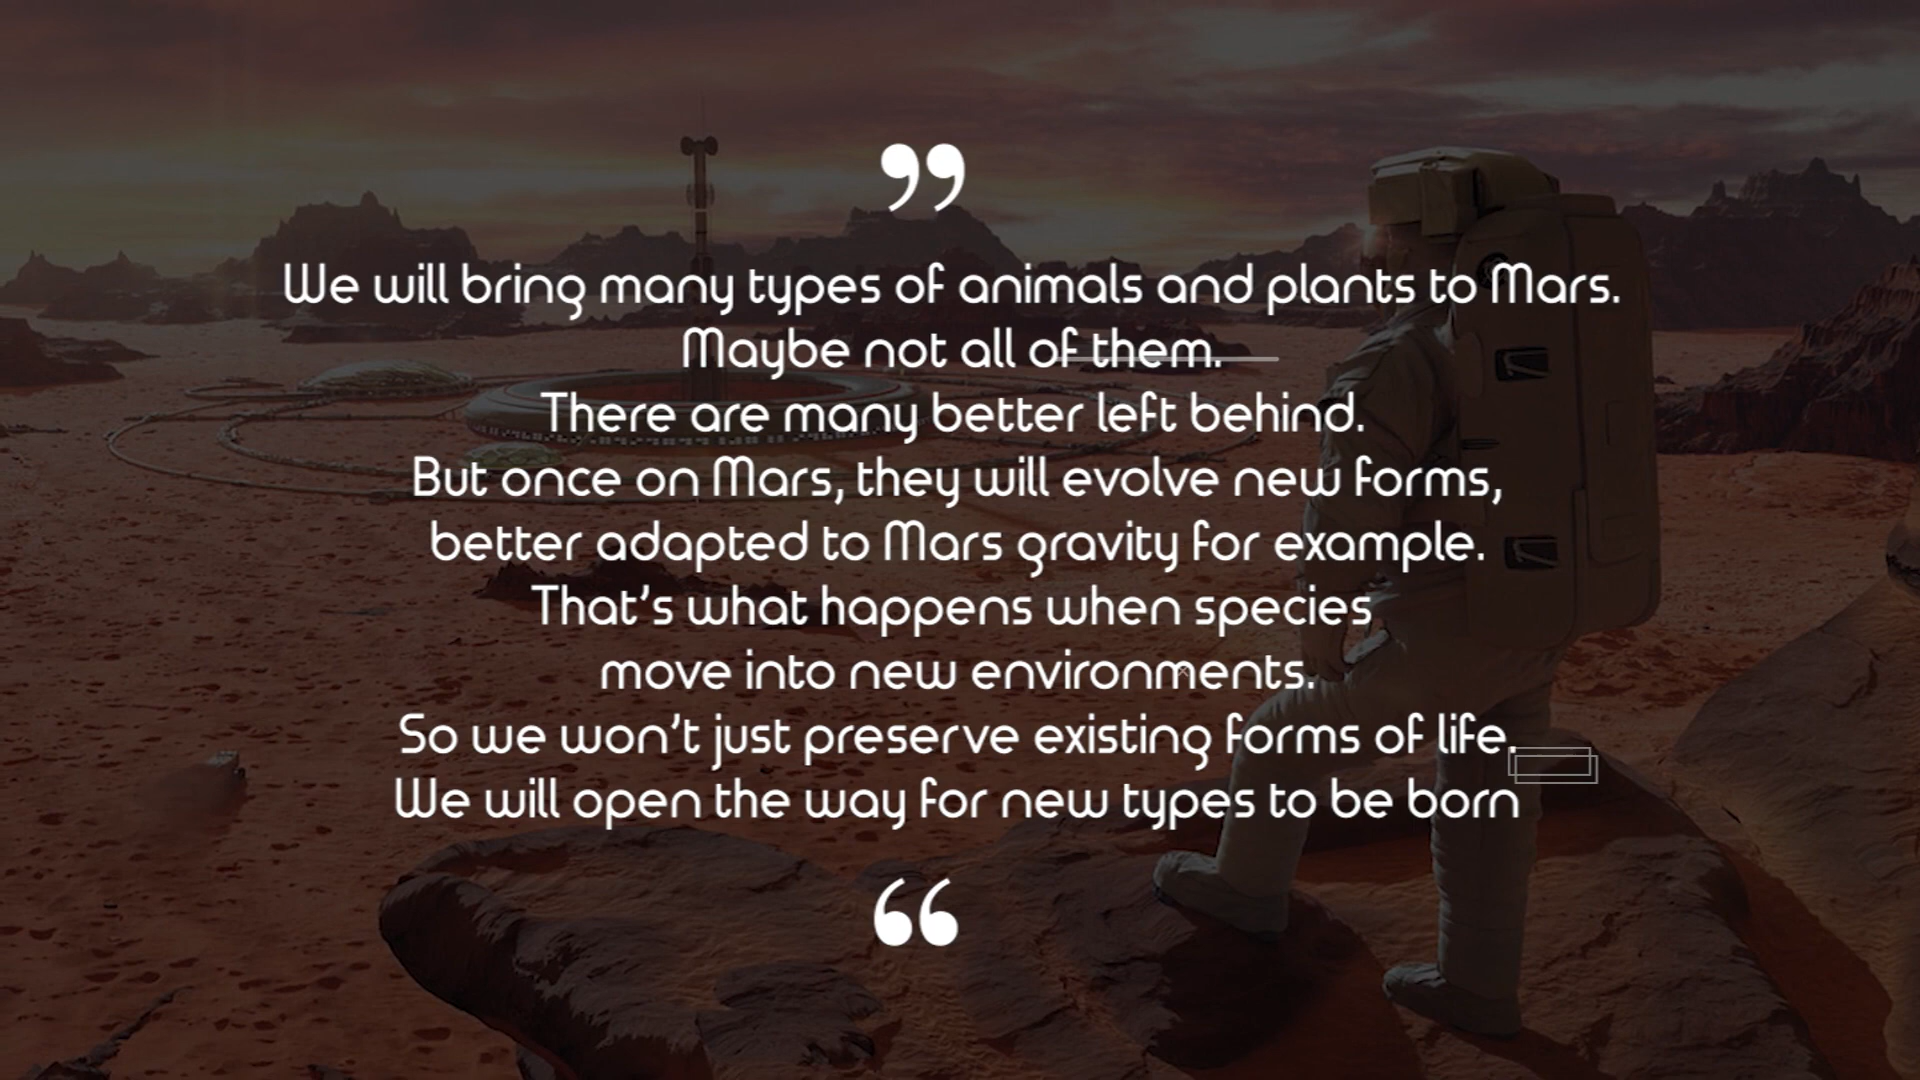 ”
We will bring many types of animals and plants to Mars.
Maybe not all of them.
There are many better left behind.
But once on Mars, they will evolve new forms,
better adapted to Mars gravity for example.
That’s what happens when species
move into new environments.
So we won’t just preserve existing forms of life.
We will open the way for new types to be born
“